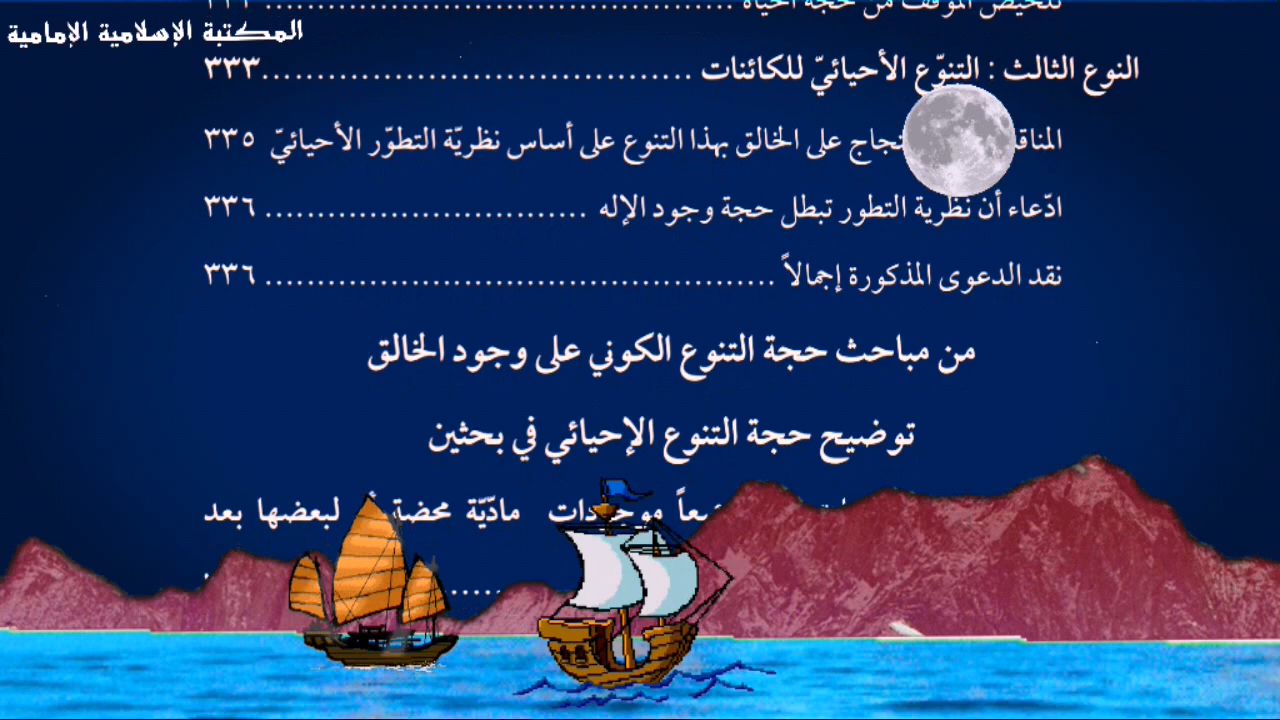 المكتبة الإسلامية الإمامية
النوع الثالث : التنوّع الأحيائيّ للكائنات ........................................ ٣٣٣
على الخالق بهذا التنوع على أساس نظريّة التطوّر الأحيائيّ ٣٣٥
ادّعاء أن نظرية التطور تبطل حجة وجود الإله ............................... ٣٣٦
نقد الدعوى المذكورة إجمالاً ................................................ ٣٣٦
من مباحث حجة التنوع الكوني على وجود الخالق
توضيح حجة التنوع الإحيائي في بحثين
مادّيّة محضة لبعضها بعد